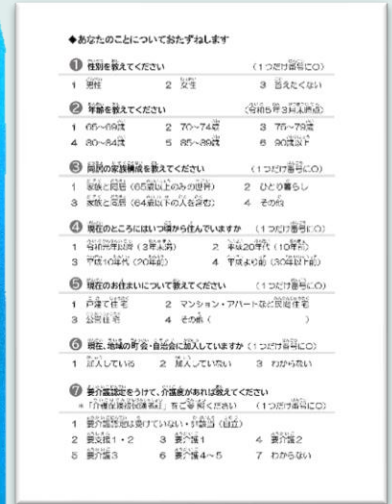 ◆あなたのことについておたずねします
❶ 性別を教えてください （1つだけ番号に○）
1 男性 2 女性 3 答えたくない
❷ 年齢を教えてください （令和5年3月末時点）
1 65〜69歳 2 70〜74歳 3 75〜79歳
4 80〜84歳 5 85〜89歳 6 90歳以上
❸ 同居の家族構成を教えてください （1つだけ番号に○）
1 家族と同居（65歳以上のみの世帯） 2 ひとり暮らし
3 家族と同居（64歳以下の人を含む） 4 その他
❹ 現在のところにはいつ頃から住んでいますか （1つだけ番号に○）
1 令和元年以降（3年未満） 2 平成20年代（10年前）
3 平成10年代（20年前） 4 平成より前（30年以上前）
❺ 現在のお住まいについて教えてください （1つだけ番号に○）
1 戸建て住宅 2 マンション・アパートなど民間住宅
3 公営住宅 4 その他（ ）
❻ 現在、地域の町会・自治会に加入していますか（1つだけ番号に○）
1 加入している 2 加入していない 3 わからない
❼ 要介護認定をうけて、介護度があれば教えてください
＊「介護保険被保険者証」をご参照ください （1つだけ番号に○）
1 要介護認定は受けていない・非該当（自立）
2 要支援1・2 3 要介護1 4 要介護2
5 要介護3 6 要介護4〜5 7 わからない